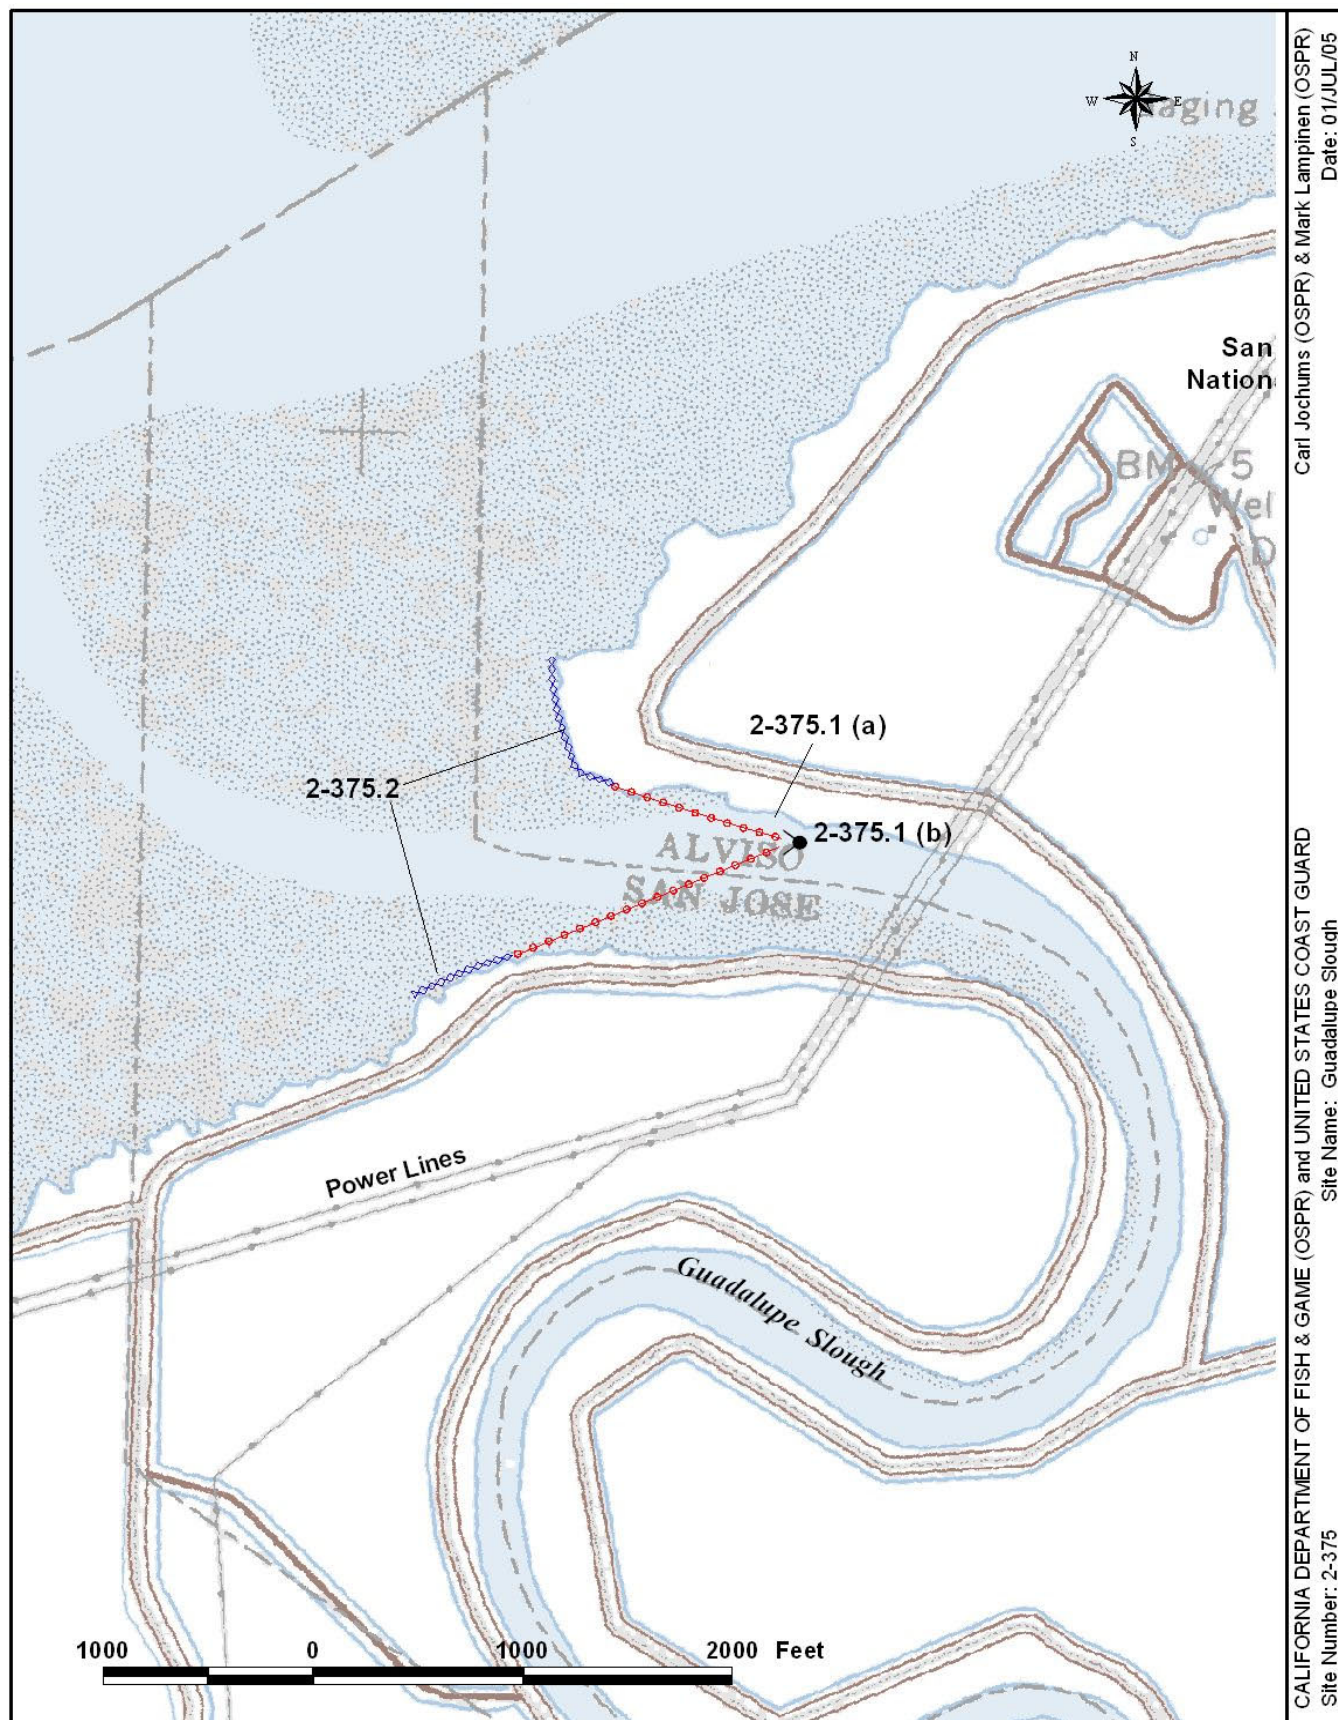 N
W E
S
aging
San
Nation
BM 5
Wel
D
2-375.1 (a)
2-375.2
2-375.1 (b)
ALVISO
SAN JOSE
Power Lines
Guadalupe Slough
1000 0 1000 2000 Feet
CALIFORNIA DEPARTMENT OF FISH & GAME (OSPR) and UNITED STATES COAST GUARD
Carl Jochums (OSPR) & Mark Lampinen (OSPR)
Site Number: 2-375
Site Name: Guadalupe Slough
Date: 01/JUL/05